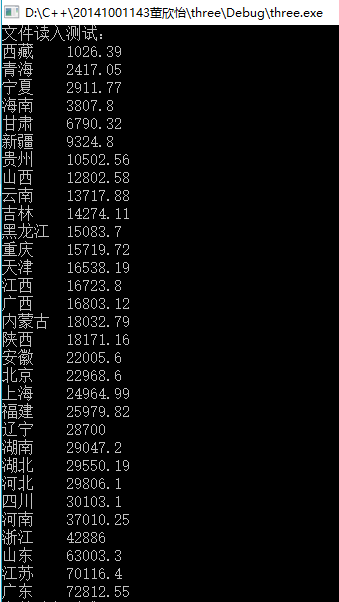 D:\C++\20141001143董欣怡\three\Debug\three.exe
文件读入测试:
西藏 1026.39
青海 2417.05
宁夏 2911.77
海南 3807.8
甘肃 6790.32
新疆 9324.8
贵州 10502.56
山西 12802.58
云南 13717.88
吉林 14274.11
黑龙江 15083.7
重庆 15719.72
天津 16538.19
江西 16723.8
广西 16803.12
内蒙古 18032.79
陕西 18171.16
安徽 22005.6
北京 22968.6
上海 24964.99
福建 25979.82
辽宁 28700
湖南 29047.2
湖北 29550.19
河北 29806.1
四川 30103.1
河南 37010.25
浙江 42886
山东 63003.3
江苏 70116.4
广东 72812.55